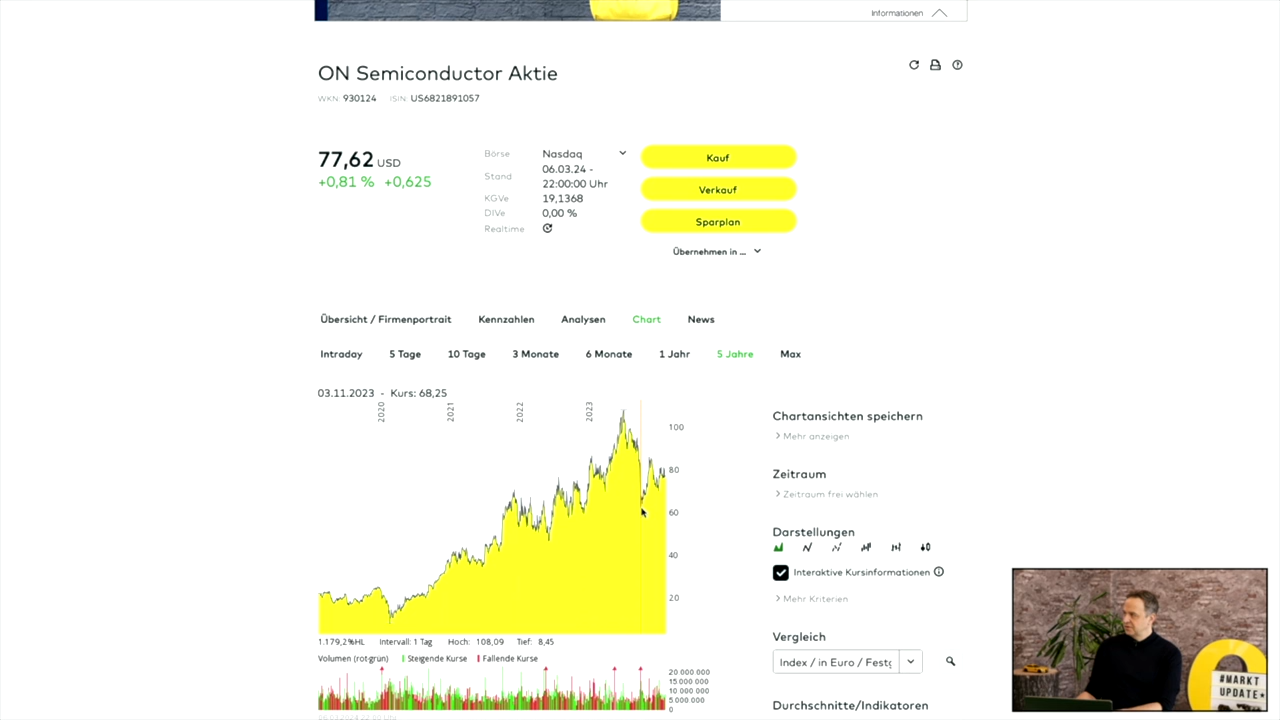 Informationen
ON Semiconductor Aktie
WKN: 930124 ISIN: US6821891057
77,62 USD
+0,81 % +0,625
Börse Nasdaq
Stand 06.03.24 -
22:00:00 Uhr
KGVe 19,1368
DIVe 0,00 %
Realtime
Kauf
Verkauf
Sparplan
Übernehmen in ...
Übersicht / Firmenportrait Kennzahlen Analysen Chart News
Intraday 5 Tage 10 Tage 3 Monate 6 Monate 1 Jahr 5 Jahre Max
03.11.2023 - Kurs: 68,25
2020 2021 2022 2023
100
80
60
40
20
1.179,2%HL Intervall: 1 Tag Hoch: 108,09 Tief: 8,45
Volumen (rot-grün) Steigende Kurse Fallende Kurse
20 000 000
15 000 000
10 000 000
5 000 000
0
Chartansichten speichern
Mehr anzeigen
Zeitraum
Zeitraum frei wählen
Darstellungen
Interaktive Kursinformationen
Mehr Kriterien
Vergleich
Index / in Euro / Festg
Durchschnitte/Indikatoren
#MARKT
UPDATE